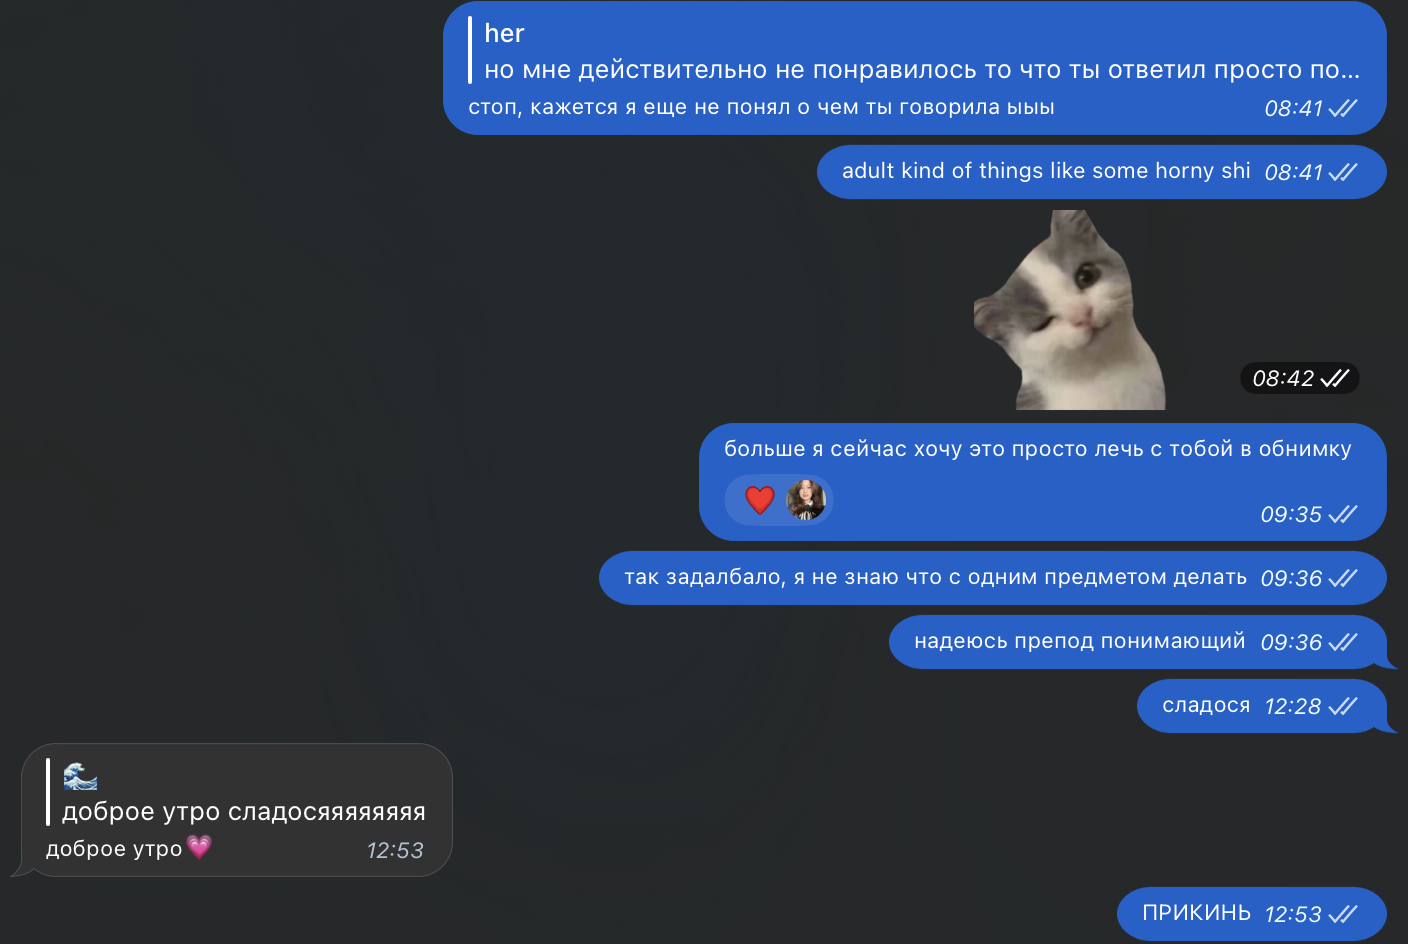 her
но мне действительно не понравилось то что ты ответил просто по...
стоп, кажется я еще не понял о чем ты говорила ыыы 08:41
adult kind of things like some horny shi 08:41
08:42
больше я сейчас хочу это просто лечь с тобой в обнимку
09:35
так задалбало, я не знаю что с одним предметом делать 09:36
надеюсь препод понимающий 09:36
сладося 12:28
доброе утро сладосяяяяяяяя
доброе утро 12:53
ПРИКИНЬ 12:53